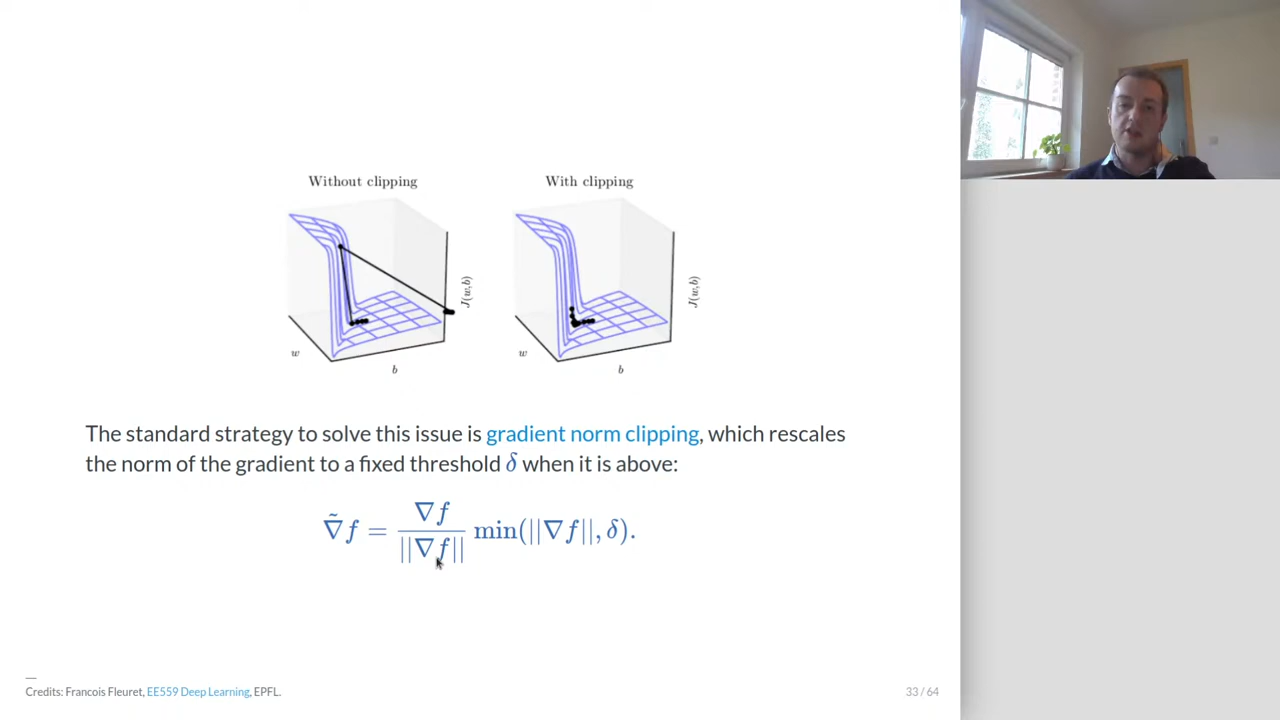 Without clipping
With clipping
J(w,b)
w
b
J(w,b)
w
b
The standard strategy to solve this issue is gradient norm clipping, which rescales
the norm of the gradient to a fixed threshold δ when it is above:
∇̃f = ∇f / ||∇f|| min(||∇f||, δ).
Credits: Francois Fleuret, EE559 Deep Learning, EPFL.
33 / 64